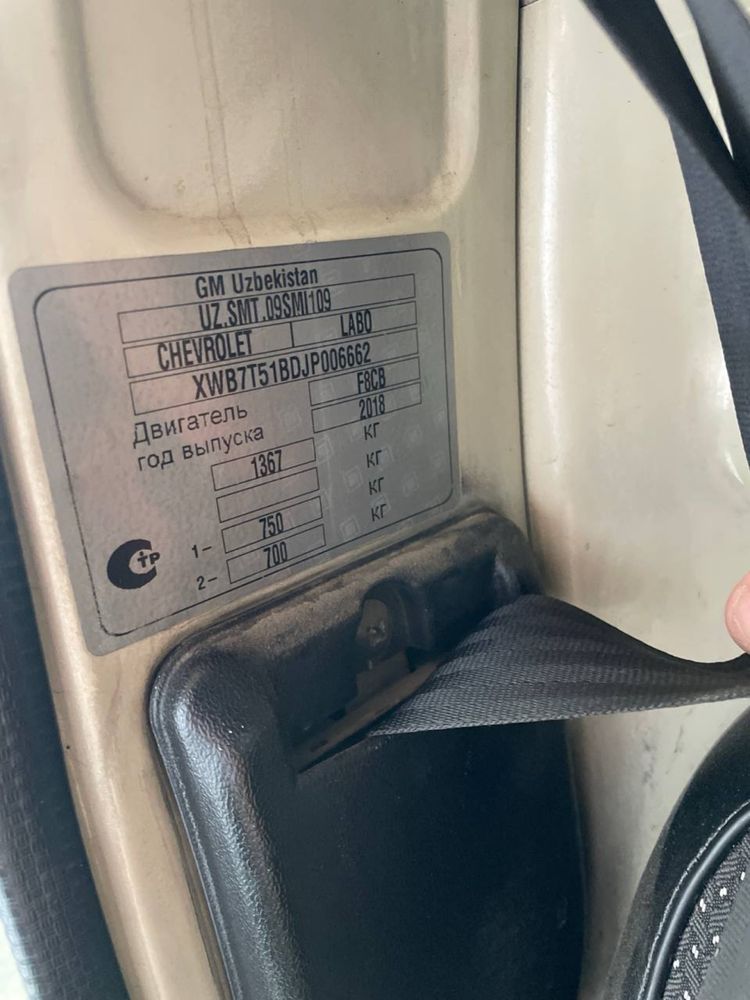 GM Uzbekistan
UZ.SMT.09SMI109
CHEVROLET LABO
XWB7T51BDJP006662
Двигатель F8CB
год выпуска 2018
1367 кг
кг
1- 750 кг
2- 700 кг
СТР